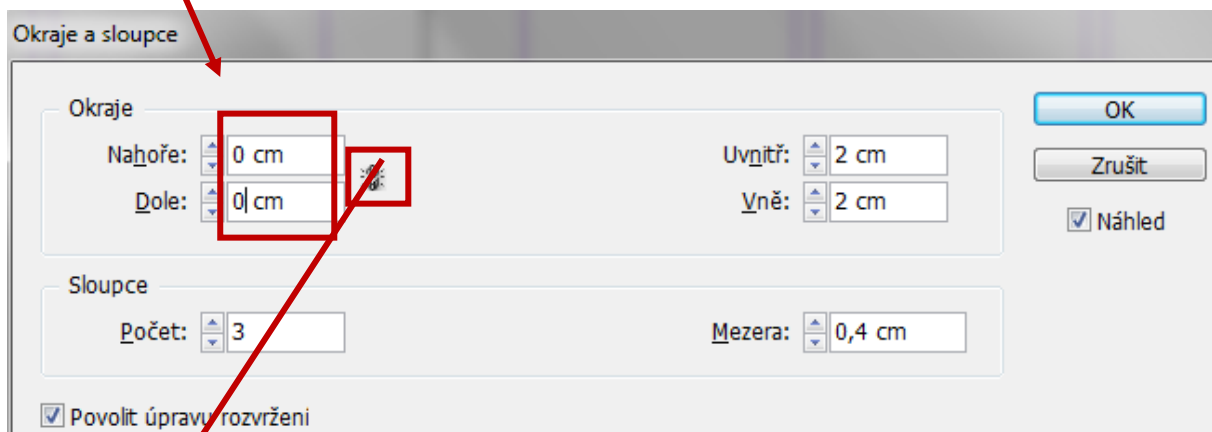 Okraje a sloupce
Okraje
OK
Nahoře: 0 cm
Uvnitř: 2 cm
Zrušit
Dole: 0 cm
Vně: 2 cm
Náhled
Sloupce
Počet: 3
Mezera: 0,4 cm
Povolit úpravu rozvrženi